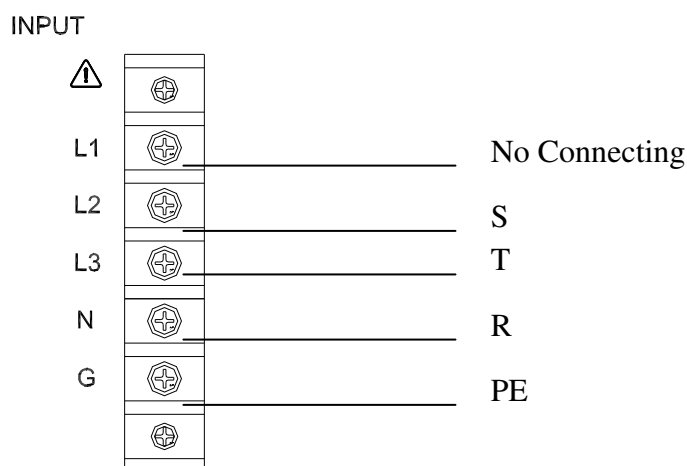 INPUT
L1 No Connecting
L2 S
L3 T
N R
G PE